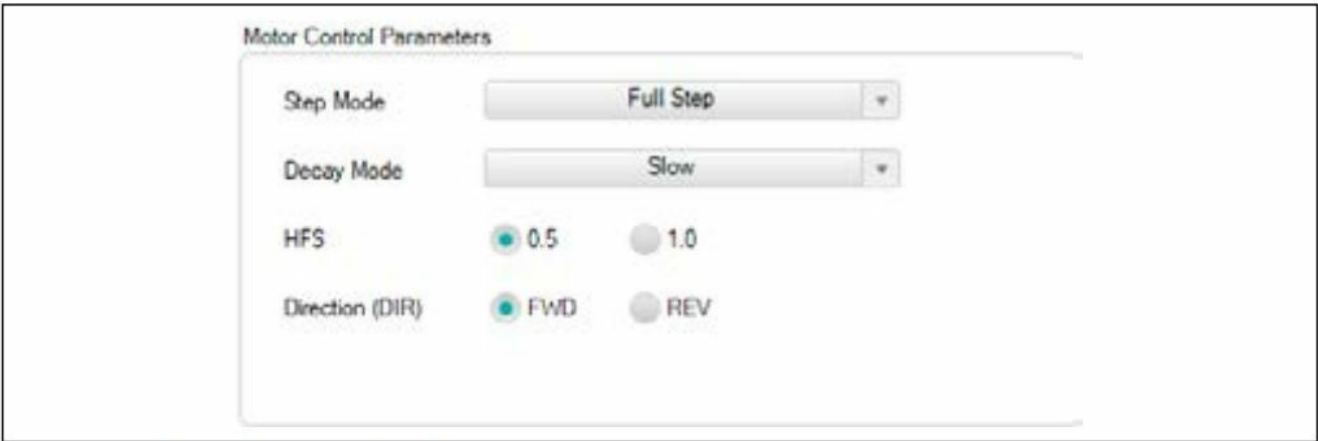 Motor Control Parameters
Step Mode Full Step
Decay Mode Slow
HFS 0.5 1.0
Direction (DIR) FWD REV